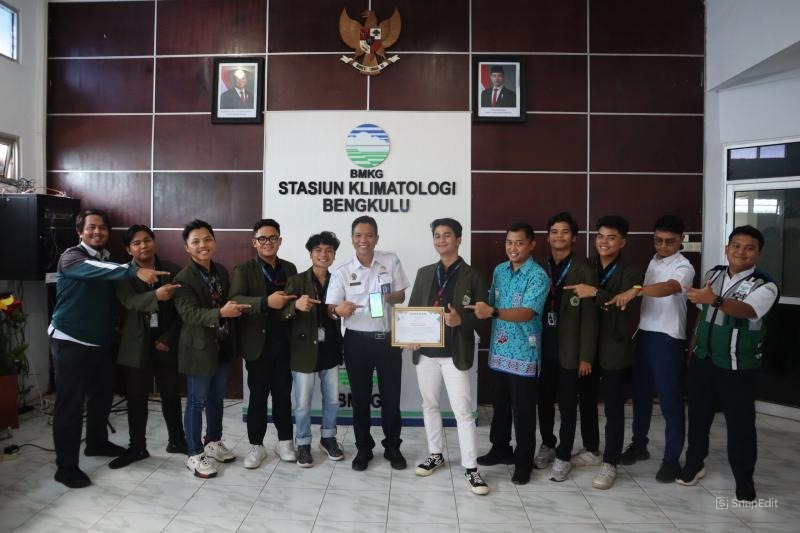 BMKG
STASIUN KLIMATOLOGI
BENGKULU
BMKG
SnapEdit